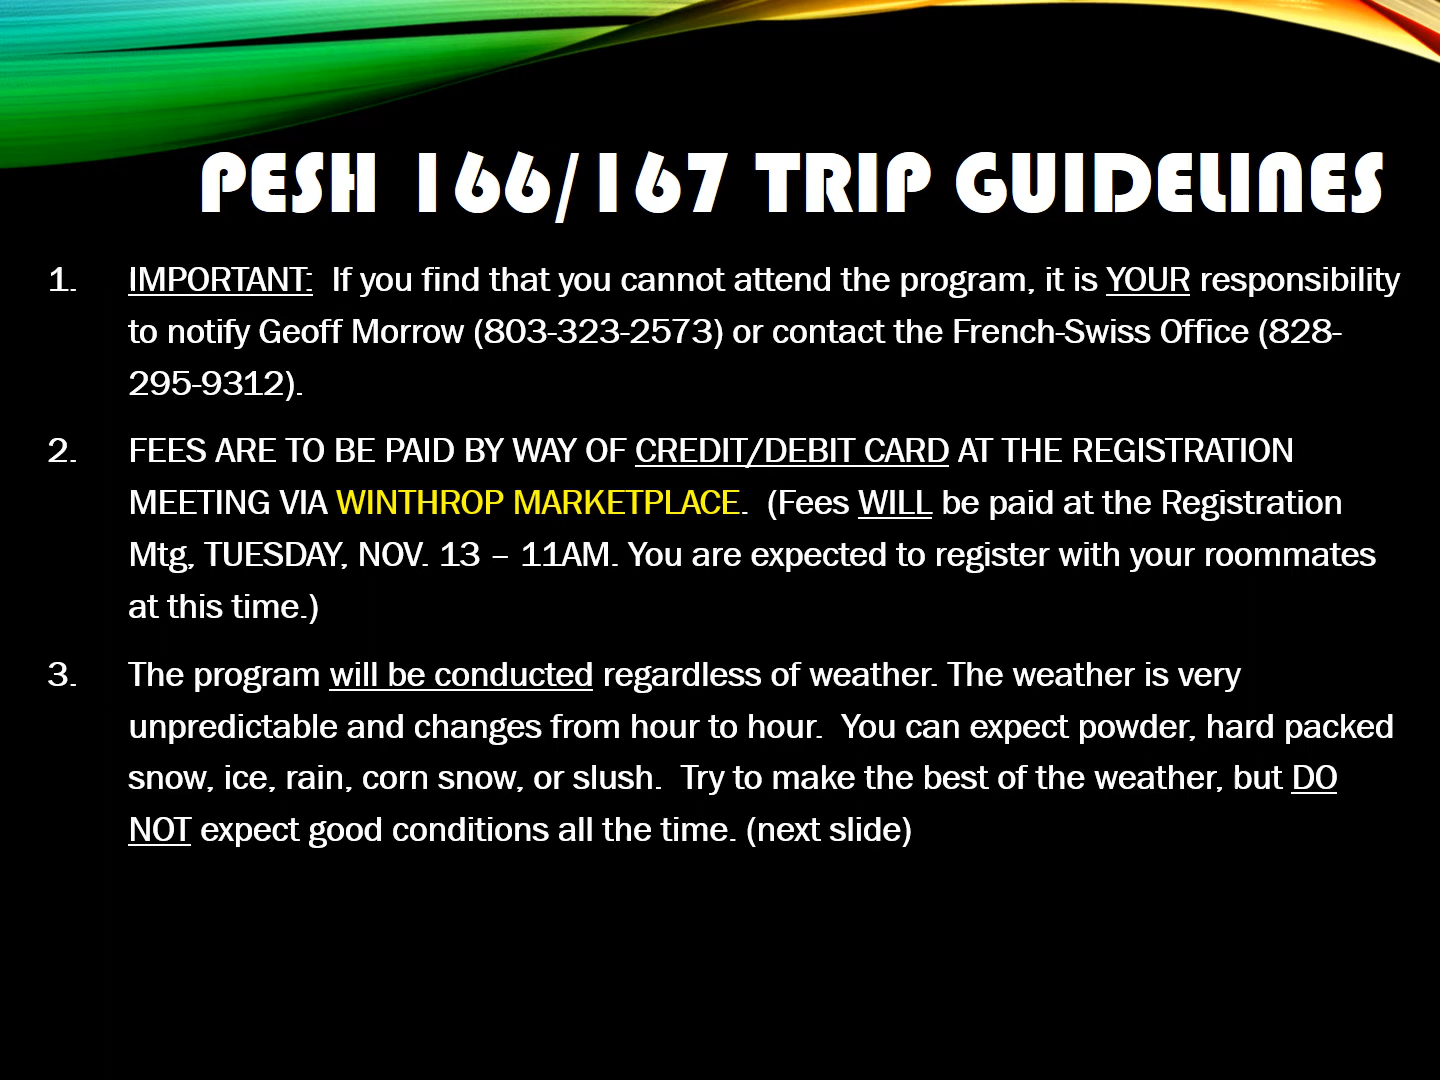 PESH 166/167 TRIP GUIDELINES
1. IMPORTANT:  If you find that you cannot attend the program, it is YOUR responsibility
to notify Geoff Morrow (803-323-2573) or contact the French-Swiss Office (828-
295-9312).
2. FEES ARE TO BE PAID BY WAY OF CREDIT/DEBIT CARD AT THE REGISTRATION
MEETING VIA WINTHROP MARKETPLACE.  (Fees WILL be paid at the Registration
Mtg, TUESDAY, NOV. 13 – 11AM. You are expected to register with your roommates
at this time.)
3. The program will be conducted regardless of weather. The weather is very
unpredictable and changes from hour to hour.  You can expect powder, hard packed
snow, ice, rain, corn snow, or slush.  Try to make the best of the weather, but DO
NOT expect good conditions all the time. (next slide)